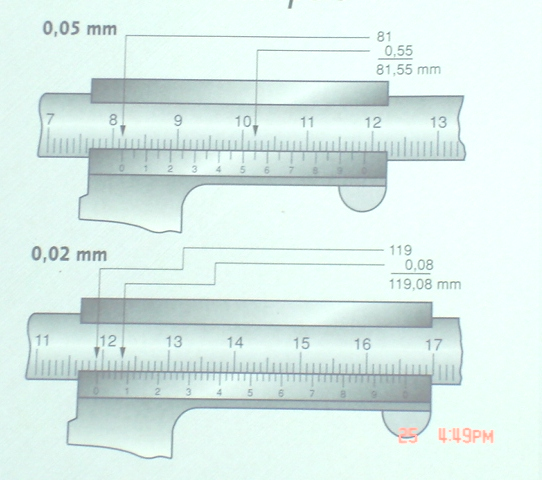 0,05 mm
81
0,55
81,55 mm
7 8 9 10 11 12 13
0 1 2 3 4 5 6 7 8 9
0,02 mm
119
0,08
119,08 mm
11 12 13 14 15 16 17
0 1 2 3 4 5 6 7 8 9
25 4:49PM